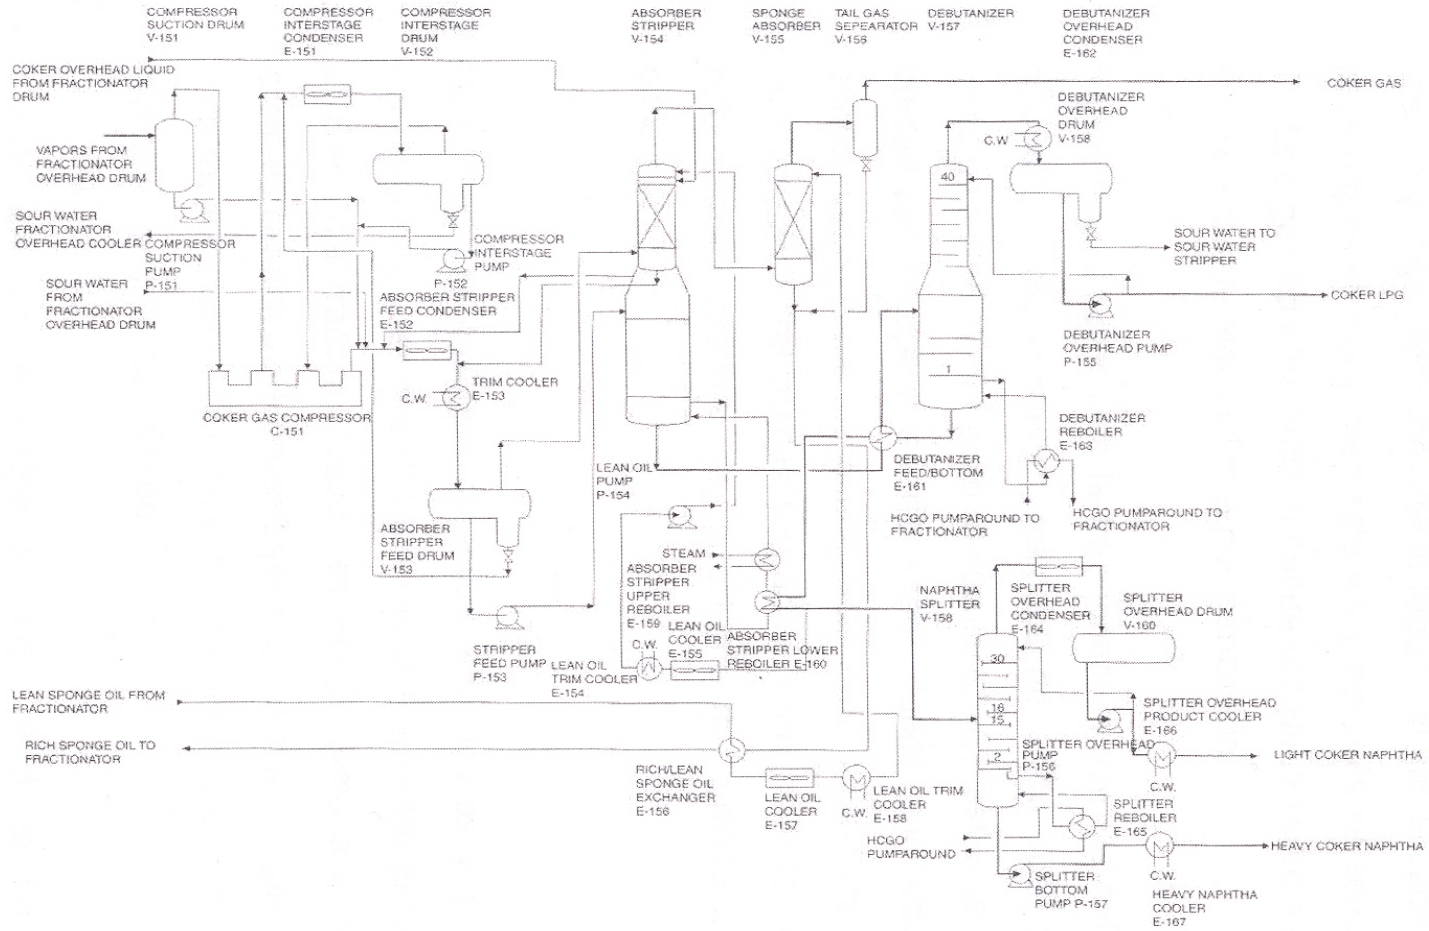 COMPRESSOR
SUCTION DRUM
V-151
COMPRESSOR
INTERSTAGE
CONDENSER
E-151
COMPRESSOR
INTERSTAGE
DRUM
V-152
ABSORBER
STRIPPER
V-154
SPONGE
ABSORBER
V-155
TAIL GAS
SEPEARATOR
V-156
DEBUTANIZER
V-157
DEBUTANIZER
OVERHEAD
CONDENSER
E-162
COKER OVERHEAD LIQUID
FROM FRACTIONATOR
DRUM
COKER GAS
DEBUTANIZER
OVERHEAD
DRUM
V-158
C.W
VAPORS FROM
FRACTIONATOR
OVERHEAD DRUM
40
SOUR WATER
FRACTIONATOR
OVERHEAD COOLER
COMPRESSOR
SUCTION
PUMP
P-151
COMPRESSOR
INTERSTAGE
PUMP
P-152
SOUR WATER TO
SOUR WATER
STRIPPER
SOUR WATER
FROM
FRACTIONATOR
OVERHEAD DRUM
ABSORBER STRIPPER
FEED CONDENSER
E-152
COKER LPG
DEBUTANIZER
OVERHEAD PUMP
P-155
1
TRIM COOLER
E-153
C.W.
COKER GAS COMPRESSOR
C-151
DEBUTANIZER
REBOILER
E-163
DEBUTANIZER
FEED/BOTTOM
E-161
LEAN OIL
PUMP
P-154
HCGO PUMPAROUND TO
FRACTIONATOR
HCGO PUMPAROUND TO
FRACTIONATOR
ABSORBER
STRIPPER
FEED DRUM
V-153
STEAM
ABSORBER
STRIPPER
UPPER
REBOILER
E-159
NAPHTHA
SPLITTER
V-158
SPLITTER
OVERHEAD
CONDENSER
E-164
SPLITTER
OVERHEAD DRUM
V-160
LEAN OIL
COOLER
E-155
ABSORBER
STRIPPER LOWER
REBOILER E-160
C.W.
STRIPPER
FEED PUMP
P-153
LEAN OIL
TRIM COOLER
E-154
30
16
15
2
LEAN SPONGE OIL FROM
FRACTIONATOR
SPLITTER OVERHEAD
PRODUCT COOLER
E-166
RICH SPONGE OIL TO
FRACTIONATOR
SPLITTER OVERHEAD
PUMP
P-156
LIGHT COKER NAPHTHA
C.W.
RICH/LEAN
SPONGE OIL
EXCHANGER
E-156
LEAN OIL
COOLER
E-157
C.W.
LEAN OIL TRIM
COOLER
E-158
SPLITTER
REBOILER
E-165
HCGO
PUMPAROUND
HEAVY COKER NAPHTHA
C.W.
SPLITTER
BOTTOM
PUMP P-157
HEAVY NAPHTHA
COOLER
E-167